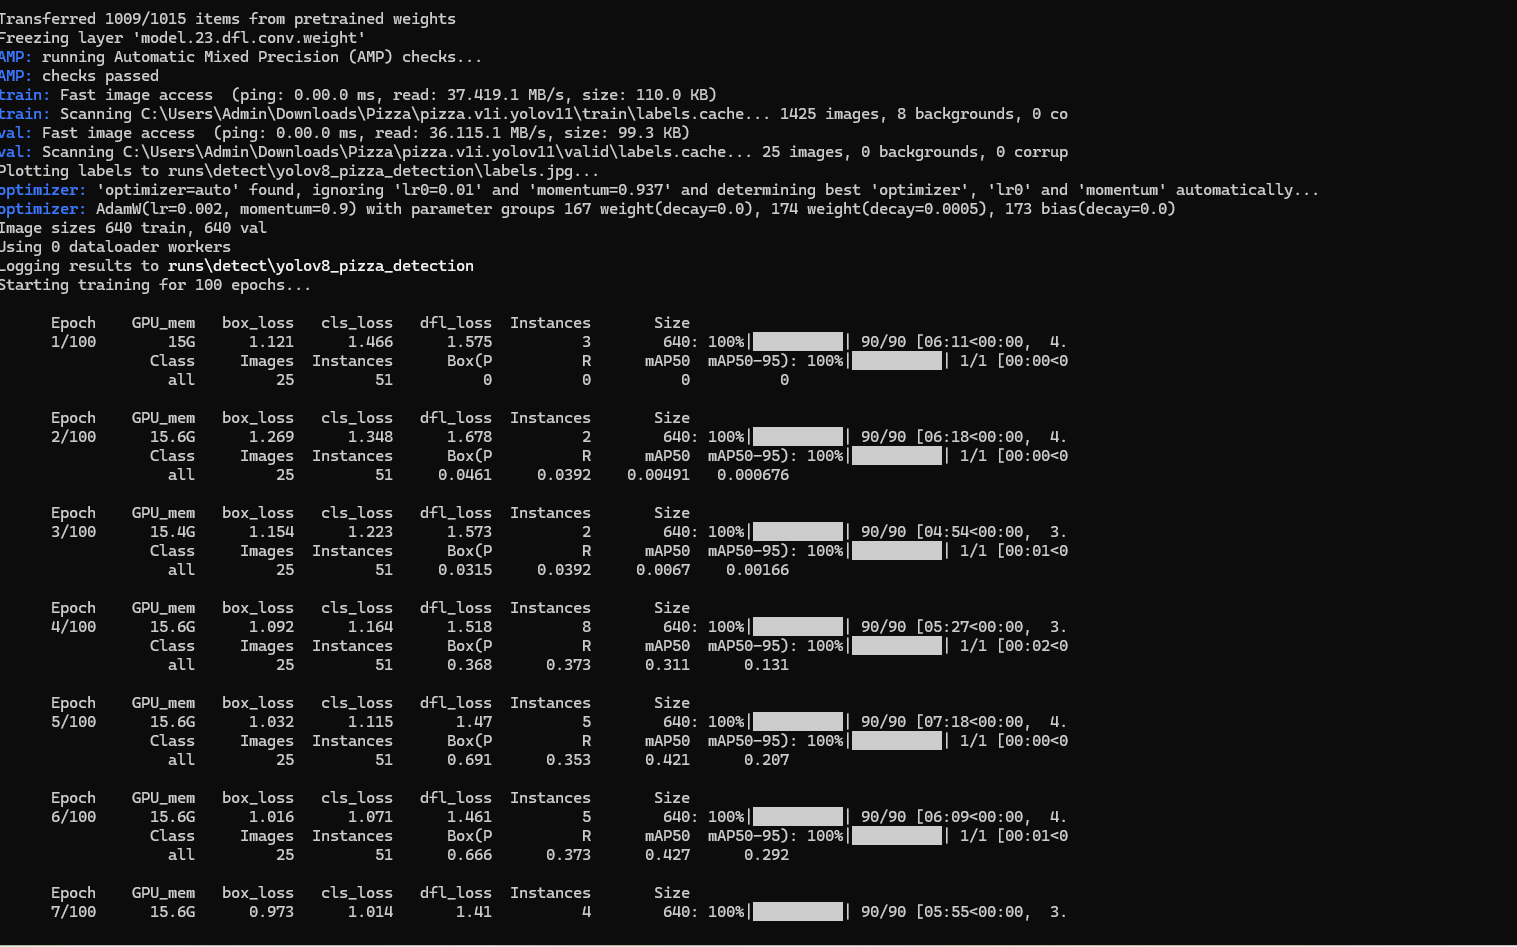 Transferred 1009/1015 items from pretrained weights
Freezing layer 'model.23.dfl.conv.weight'
AMP: running Automatic Mixed Precision (AMP) checks...
AMP: checks passed
train: Fast image access  (ping: 0.00.0 ms, read: 37.419.1 MB/s, size: 110.0 KB)
train: Scanning C:\Users\Admin\Downloads\Pizza\pizza.v1i.yolov11\train\labels.cache... 1425 images, 8 backgrounds, 0 co
val: Fast image access  (ping: 0.00.0 ms, read: 36.115.1 MB/s, size: 99.3 KB)
val: Scanning C:\Users\Admin\Downloads\Pizza\pizza.v1i.yolov11\valid\labels.cache... 25 images, 0 backgrounds, 0 corrup
Plotting labels to runs\detect\yolov8_pizza_detection\labels.jpg...
optimizer: 'optimizer=auto' found, ignoring 'lr0=0.01' and 'momentum=0.937' and determining best 'optimizer', 'lr0' and 'momentum' automatically...
optimizer: AdamW(lr=0.002, momentum=0.9) with parameter groups 167 weight(decay=0.0), 174 weight(decay=0.0005), 173 bias(decay=0.0)
Image sizes 640 train, 640 val
Using 0 dataloader workers
Logging results to runs\detect\yolov8_pizza_detection
Starting training for 100 epochs...
Epoch GPU_mem box_loss cls_loss dfl_loss Instances Size
1/100 15G 1.121 1.466 1.575 3 640: 100%|██████████| 90/90 [06:11<00:00, 4.
Class Images Instances Box(P R mAP50 mAP50-95): 100%|██████████| 1/1 [00:00<0
all 25 51 0 0 0 0
Epoch GPU_mem box_loss cls_loss dfl_loss Instances Size
2/100 15.6G 1.269 1.348 1.678 2 640: 100%|██████████| 90/90 [06:18<00:00, 4.
Class Images Instances Box(P R mAP50 mAP50-95): 100%|██████████| 1/1 [00:00<0
all 25 51 0.0461 0.0392 0.00491 0.000676
Epoch GPU_mem box_loss cls_loss dfl_loss Instances Size
3/100 15.4G 1.154 1.223 1.573 2 640: 100%|██████████| 90/90 [04:54<00:00, 3.
Class Images Instances Box(P R mAP50 mAP50-95): 100%|██████████| 1/1 [00:01<0
all 25 51 0.0315 0.0392 0.0067 0.00166
Epoch GPU_mem box_loss cls_loss dfl_loss Instances Size
4/100 15.6G 1.092 1.164 1.518 8 640: 100%|██████████| 90/90 [05:27<00:00, 3.
Class Images Instances Box(P R mAP50 mAP50-95): 100%|██████████| 1/1 [00:02<0
all 25 51 0.368 0.373 0.311 0.131
Epoch GPU_mem box_loss cls_loss dfl_loss Instances Size
5/100 15.6G 1.032 1.115 1.47 5 640: 100%|██████████| 90/90 [07:18<00:00, 4.
Class Images Instances Box(P R mAP50 mAP50-95): 100%|██████████| 1/1 [00:00<0
all 25 51 0.691 0.353 0.421 0.207
Epoch GPU_mem box_loss cls_loss dfl_loss Instances Size
6/100 15.6G 1.016 1.071 1.461 5 640: 100%|██████████| 90/90 [06:09<00:00, 4.
Class Images Instances Box(P R mAP50 mAP50-95): 100%|██████████| 1/1 [00:01<0
all 25 51 0.666 0.373 0.427 0.292
Epoch GPU_mem box_loss cls_loss dfl_loss Instances Size
7/100 15.6G 0.973 1.014 1.41 4 640: 100%|██████████| 90/90 [05:55<00:00, 3.